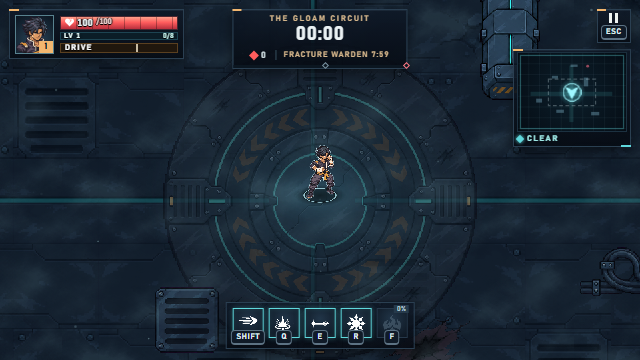 100/100
1
LV 1
0/8
DRIVE
THE GLOAM CIRCUIT
00:00
0
FRACTURE WARDEN 7:59
ESC
CLEAR
0%
SHIFT
Q
E
R
F